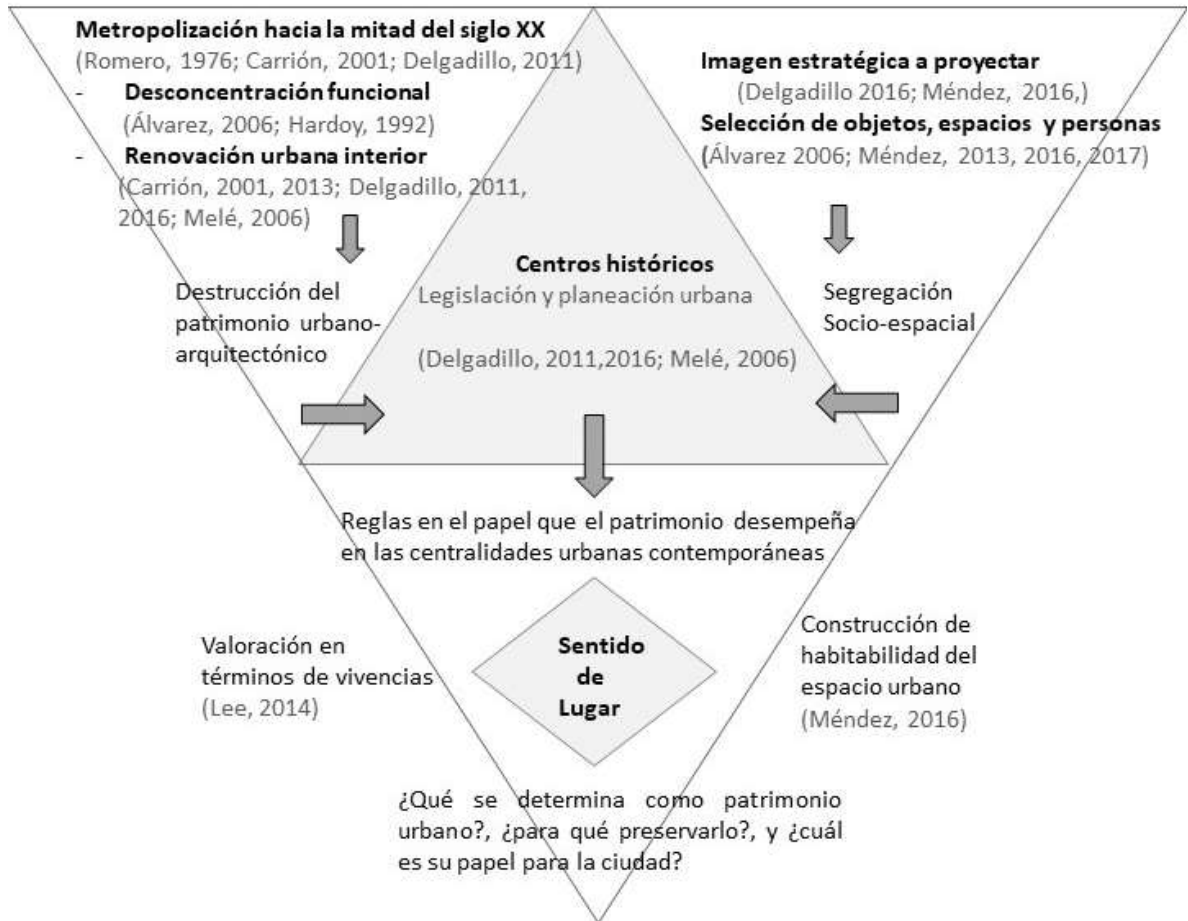 Metropolización hacia la mitad del siglo XX
(Romero, 1976; Carrión, 2001; Delgadillo, 2011)
- Desconcentración funcional
(Álvarez, 2006; Hardoy, 1992)
- Renovación urbana interior
(Carrión, 2001, 2013; Delgadillo, 2011,
2016; Melé, 2006)
Destrucción del
patrimonio urbano-
arquitectónico
Imagen estratégica a proyectar
(Delgadillo 2016; Méndez, 2016,)
Selección de objetos, espacios y personas
(Álvarez 2006; Méndez, 2013, 2016, 2017)
Segregación
Socio-espacial
Centros históricos
Legislación y planeación urbana
(Delgadillo, 2011,2016; Melé, 2006)
Reglas en el papel que el patrimonio desempeña
en las centralidades urbanas contemporáneas
Valoración en
términos de vivencias
(Lee, 2014)
Sentido
de
Lugar
Construcción de
habitabilidad del
espacio urbano
(Méndez, 2016)
¿Qué se determina como patrimonio
urbano?, ¿para qué preservarlo?, y ¿cuál
es su papel para la ciudad?